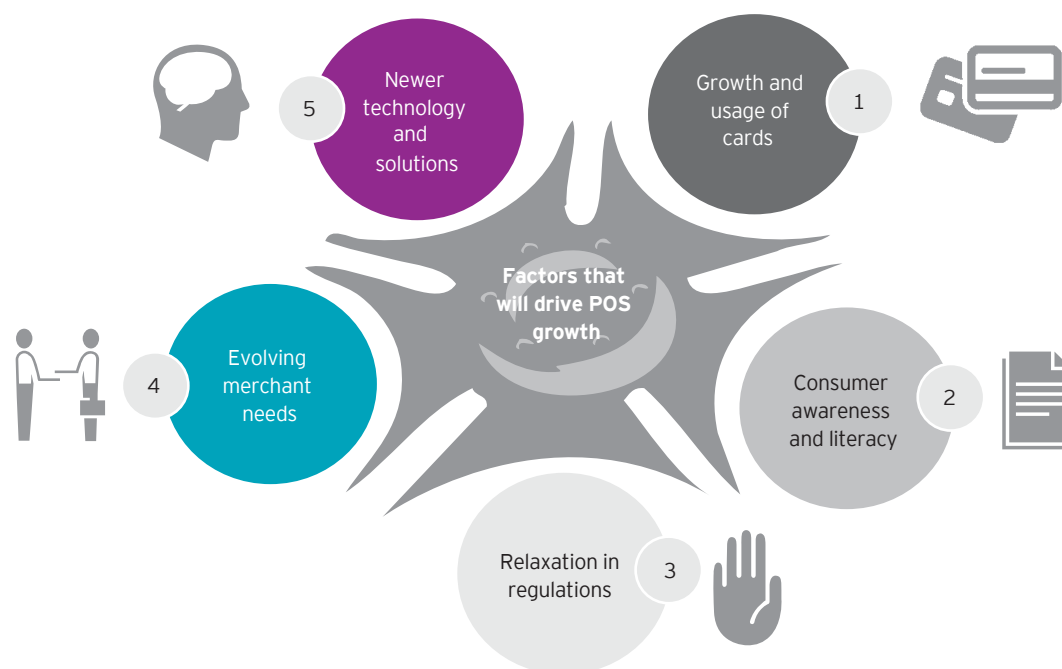 Factors that
will drive POS
growth
1
Growth and
usage of
cards
2
Consumer
awareness
and literacy
3
Relaxation in
regulations
4
Evolving
merchant
needs
5
Newer
technology
and
solutions